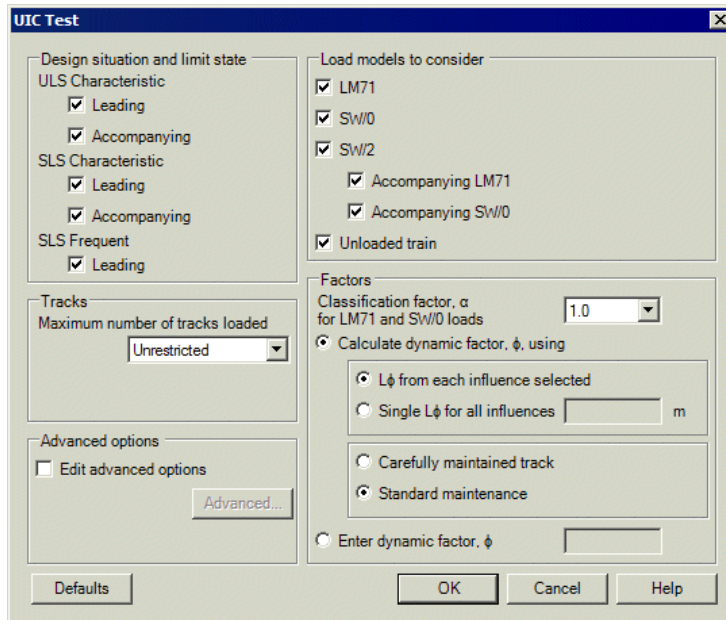 UIC Test
Design situation and limit state
ULS Characteristic
Leading
Accompanying
SLS Characteristic
Leading
Accompanying
SLS Frequent
Leading
Tracks
Maximum number of tracks loaded
Unrestricted
Advanced options
Edit advanced options
Advanced...
Load models to consider
LM71
SW/0
SW/2
Accompanying LM71
Accompanying SW/0
Unloaded train
Factors
Classification factor, α
for LM71 and SW/0 loads
1.0
Calculate dynamic factor, ϕ, using
Lϕ from each influence selected
Single Lϕ for all influences
m
Carefully maintained track
Standard maintenance
Enter dynamic factor, ϕ
Defaults
OK
Cancel
Help